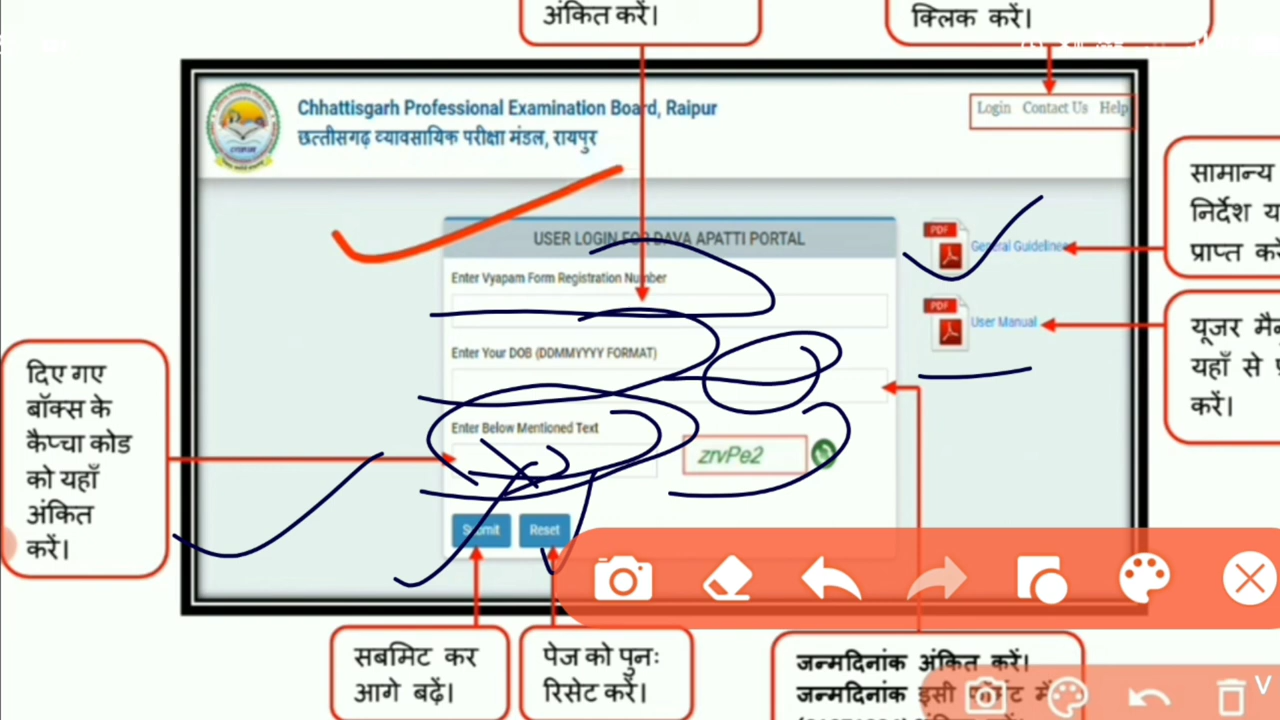 अंकित करें।
क्लिक करें।
Chhattisgarh Professional Examination Board, Raipur
छत्तीसगढ़ व्यावसायिक परीक्षा मंडल, रायपुर
Login Contact Us Help
USER LOGIN FOR DAVA APATTI PORTAL
Enter Vyapam Form Registration Number
Enter Your DOB (DDMMYYYY FORMAT)
Enter Below Mentioned Text
zrvPe2
Submit Reset
PDF
General Guidelines
PDF
User Manual
सामान्य
निर्देश
प्राप्त
यूजर
यहाँ से
करें।
दिए गए
बॉक्स के
कैप्चा कोड
को यहाँ
अंकित
करें।
सबमिट कर
आगे बढ़ें।
पेज को पुनः
रिसेट करें।
जन्मदिनांक अंकित करें।
जन्मदिनांक इसी फॉर्मेट में